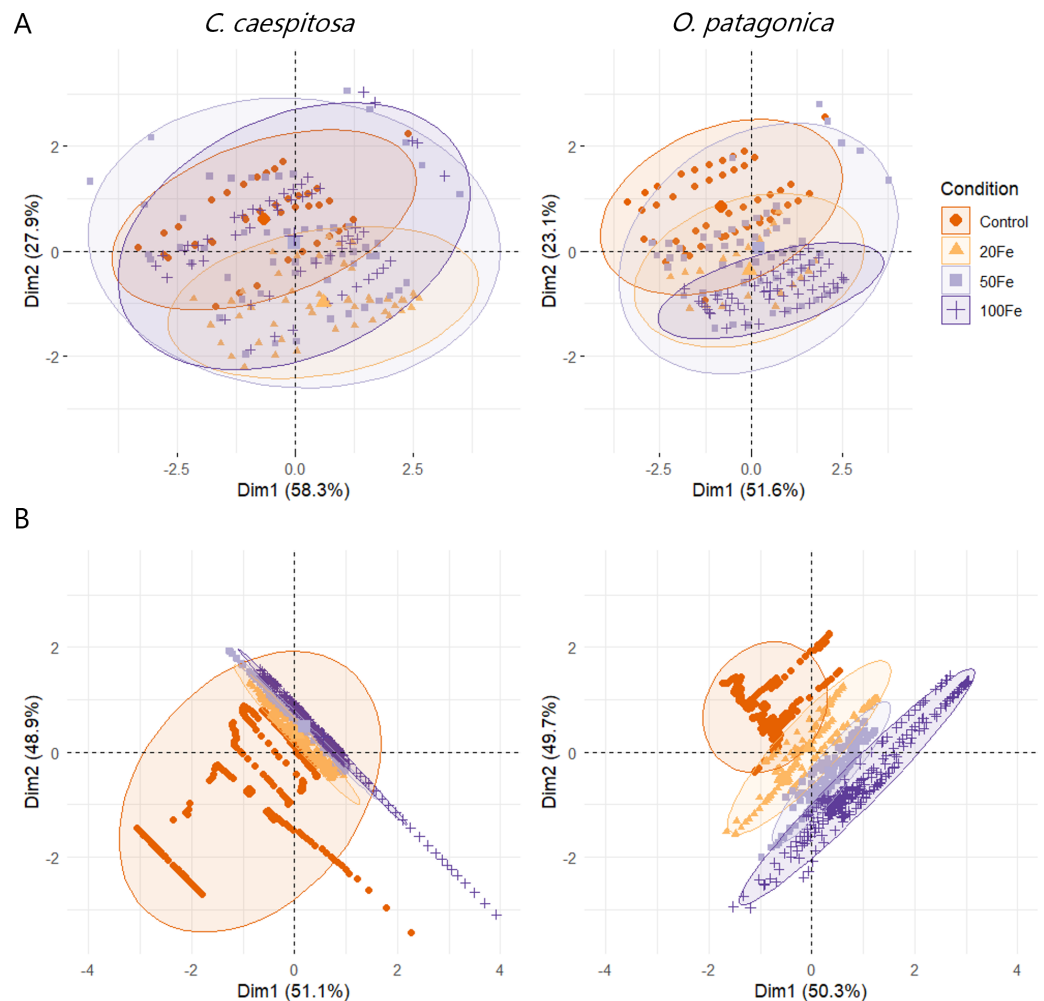 A
C. caespitosa
O. patagonica
2
0
-2
Dim2 (27.9%)
-2.5
0.0
2.5
Dim1 (58.3%)
2
0
-2
Dim2 (23.1%)
-2.5
0.0
2.5
Dim1 (51.6%)
Condition
Control
20Fe
50Fe
100Fe
B
2
0
-2
Dim2 (48.9%)
-4
-2
0
2
4
Dim1 (51.1%)
2
0
-2
Dim2 (49.7%)
-4
-2
0
2
4
Dim1 (50.3%)